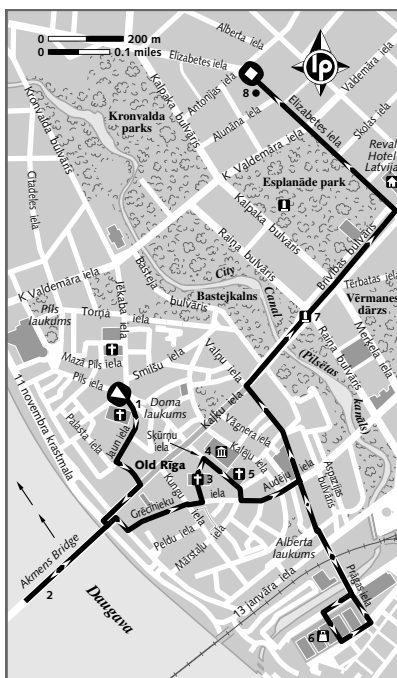 0 200 m
0 0.1 miles
Alberta iela
Elizabetes iela
lp
Valdemāra iela
Antonijas iela
8
Alunāna iela
Elizabetes iela
Skolas iela
Kronvalda bulvāris
Kalpaka bulvāris
Kronvalda
parks
K Valdemāra iela
Reval
Hotel
Latvija
Esplanāde park
Citadeles iela
Kalpaka bulvāris
Raiņa bulvāris
Brīvības bulvāris
Tērbatas iela
K Valdemāra iela
Basteja bulvāris
City
Canal
Bastejkalns
Vērmanes
dārzs
Jēkaba iela
Pils
laukums
Torņa iela
7
Merķeļa iela
Raiņa bulvāris
(Pilsētas
kanāls)
Mazā Pils iela
Smilšu iela
Vaļņu iela
Pils iela
1
Doma
laukums
Kaļķu iela
Vāgnera iela
11 novembra krastmala
Palasta iela
Jaun iela
Šķūņu
iela
4
Kalēju iela
Old Rīga
3
5
Audēju iela
Aspazijas
bulvāris
Grēcinieku iela
Kungu iela
Peldu iela
Mārstaļu iela
Alberta
laukums
Akmens Bridge
2
13 janvāra iela
Prāgas iela
Daugava
6